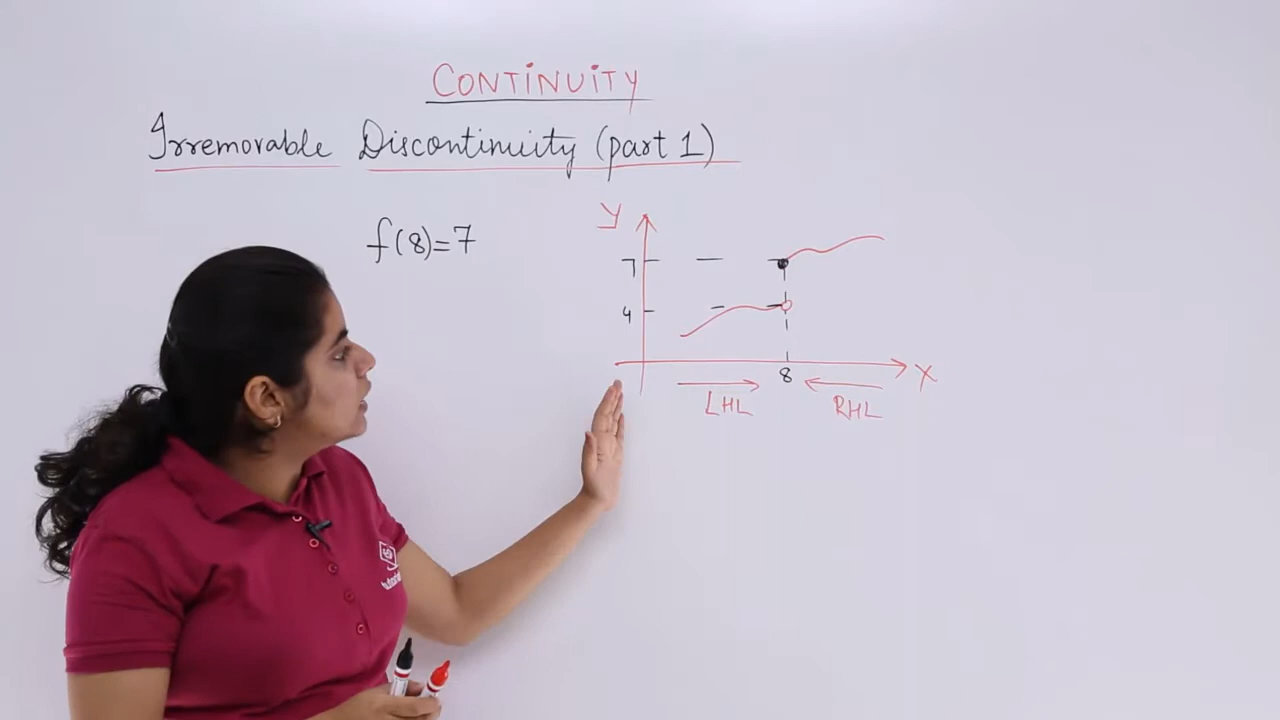 CONTINUITY
Irremovable Discontinuity (part 1)
f(8)=7
y
7
4
8
x
LHL
RHL